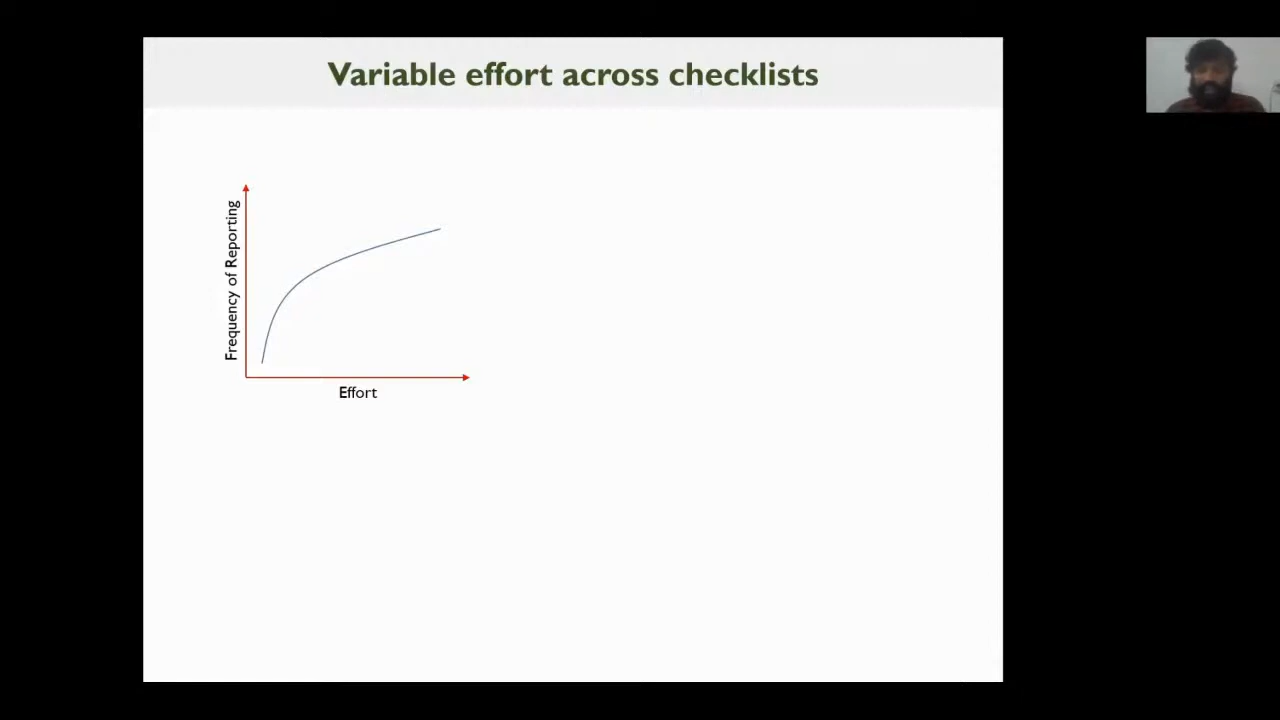 Variable effort across checklists
Frequency of Reporting
Effort